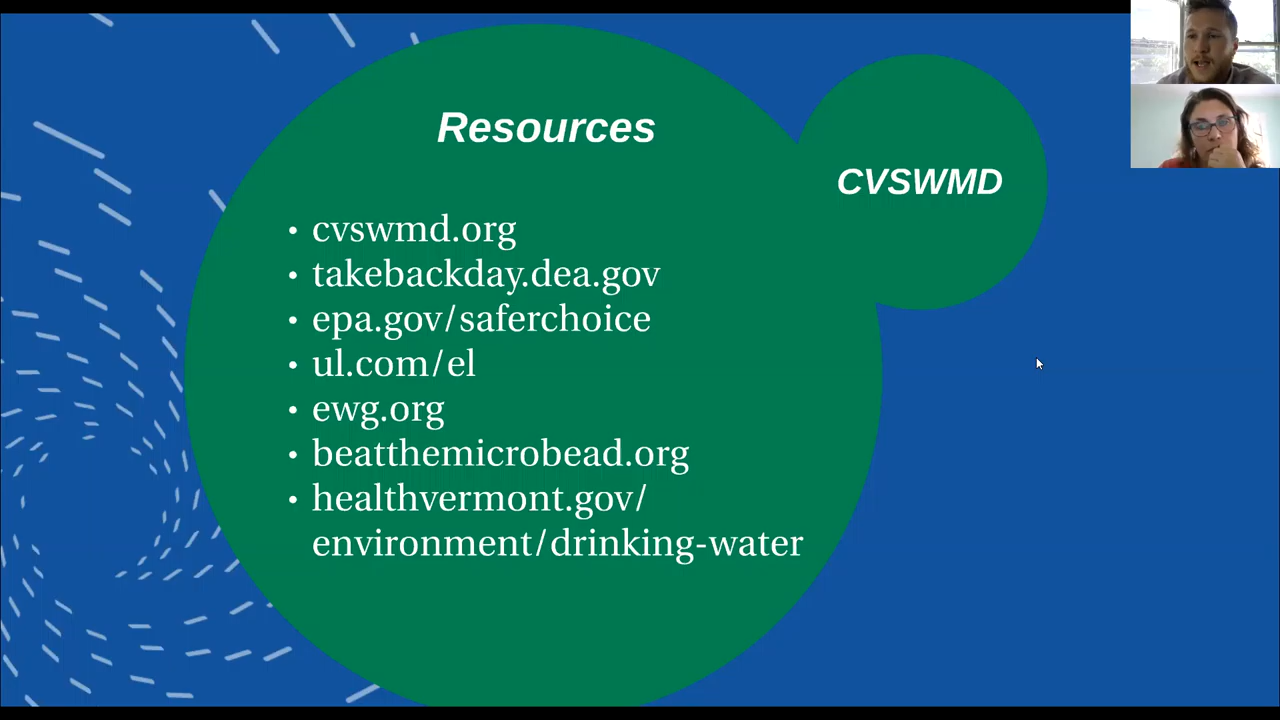 Resources
CVSWMD
• cvswmd.org
• takebackday.dea.gov
• epa.gov/saferchoice
• ul.com/el
• ewg.org
• beatthemicrobead.org
• healthvermont.gov/
environment/drinking-water